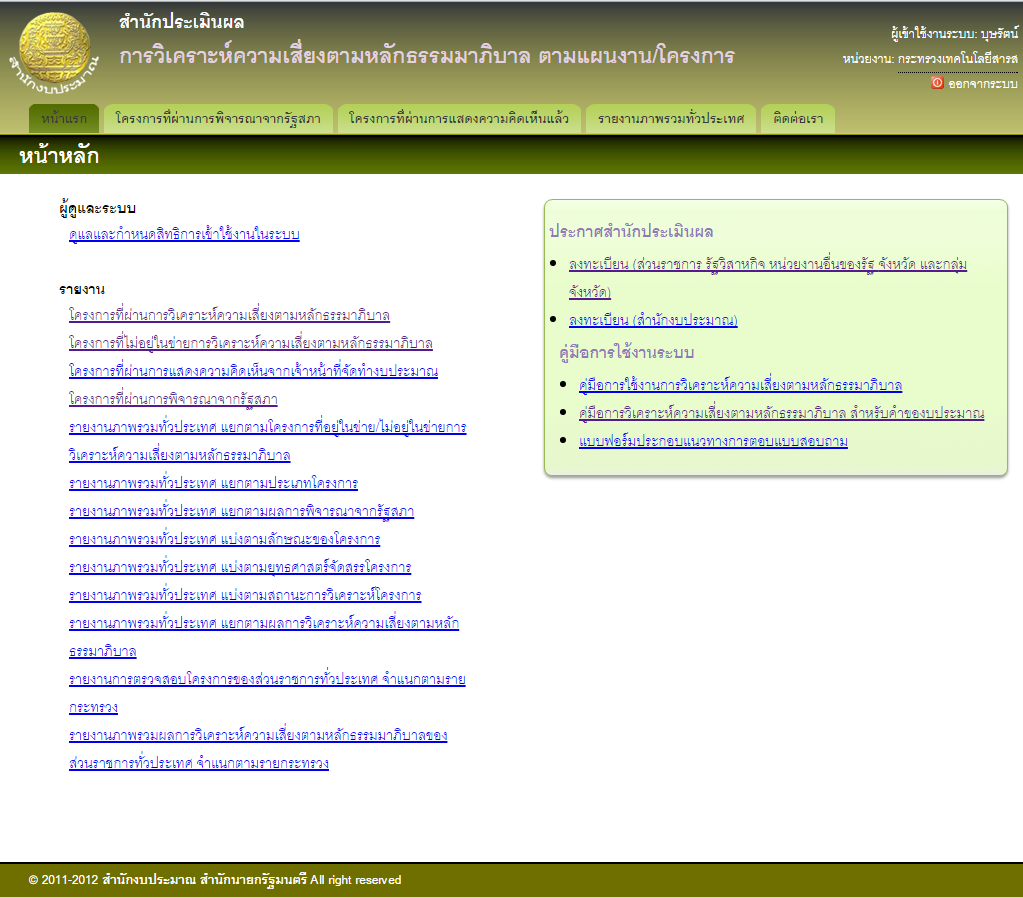 สำนักประเมินผล
การวิเคราะห์ความเสี่ยงตามหลักธรรมมาภิบาล ตามแผนงาน/โครงการ
สำนักงบประมาณ
ผู้เข้าใช้งานระบบ: บุษรัตน์
หน่วยงาน: กระทรวงเทคโนโลยีสารส
ออกจากระบบ
หน้าแรก โครงการที่ผ่านการพิจารณาจากรัฐสภา โครงการที่ผ่านการแสดงความคิดเห็นแล้ว รายงานภาพรวมทั่วประเทศ ติดต่อเรา
หน้าหลัก
ผู้ดูแลระบบ
ดูแลและกำหนดสิทธิการเข้าใช้งานในระบบ
รายงาน
โครงการที่ผ่านการวิเคราะห์ความเสี่ยงตามหลักธรรมาภิบาล
โครงการที่ไม่อยู่ในข่ายการวิเคราะห์ความเสี่ยงตามหลักธรรมาภิบาล
โครงการที่ผ่านการแสดงความคิดเห็นจากเจ้าหน้าที่จัดทำงบประมาณ
โครงการที่ผ่านการพิจารณาจากรัฐสภา
รายงานภาพรวมทั่วประเทศ แยกตามโครงการที่อยู่ในข่าย/ไม่อยู่ในข่ายการ
วิเคราะห์ความเสี่ยงตามหลักธรรมาภิบาล
รายงานภาพรวมทั่วประเทศ แยกตามประเภทโครงการ
รายงานภาพรวมทั่วประเทศ แยกตามผลการพิจารณาจากรัฐสภา
รายงานภาพรวมทั่วประเทศ แบ่งตามลักษณะของโครงการ
รายงานภาพรวมทั่วประเทศ แบ่งตามยุทธศาสตร์จัดสรรโครงการ
รายงานภาพรวมทั่วประเทศ แบ่งตามสถานะการวิเคราะห์โครงการ
รายงานภาพรวมทั่วประเทศ แยกตามผลการวิเคราะห์ความเสี่ยงตามหลัก
ธรรมาภิบาล
รายงานการตรวจสอบโครงการของส่วนราชการทั่วประเทศ จำแนกตามราย
กระทรวง
รายงานภาพรวมผลการวิเคราะห์ความเสี่ยงตามหลักธรรมมาภิบาลของ
ส่วนราชการทั่วประเทศ จำแนกตามรายกระทรวง
ประกาศสำนักประเมินผล
ลงทะเบียน (ส่วนราชการ รัฐวิสาหกิจ หน่วยงานอื่นของรัฐ จังหวัด และกลุ่ม
จังหวัด)
ลงทะเบียน (สำนักงบประมาณ)
คู่มือการใช้งานระบบ
คู่มือการใช้งานการวิเคราะห์ความเสี่ยงตามหลักธรรมาภิบาล
คู่มือการวิเคราะห์ความเสี่ยงตามหลักธรรมาภิบาล สำหรับคำของบประมาณ
แบบฟอร์มประกอบแนวทางการตอบแบบสอบถาม
© 2011-2012 สำนักงบประมาณ สำนักนายกรัฐมนตรี All right reserved